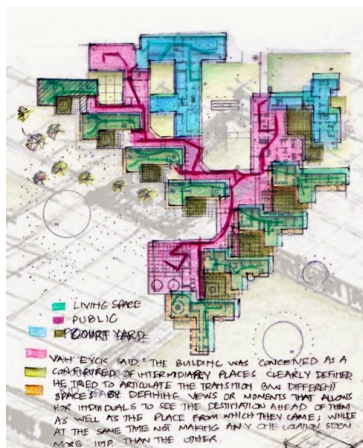 LIVING SPACE
PUBLIC
COURT YARD
VAN EYCK SAID: "THE BUILDING WAS CONCEIVED AS A
CONFIGURED OF INTERMIDIARY PLACES CLEARLY DEFINED
HE TRIED TO ARTICULATE THE TRANSITION B/W DIFFERENT
SPACES BY DEFINING VIEWS OR MOMENTS THAT ALLOWS
FOR INDIVIDUALS TO SEE THE DESTINATION AHEAD OF THEM
AS WELL AS THE PLACE FROM WHICH THEY CAME; WHILE
AT THE SAME TIME NOT MAKING ANY ONE LOCATION SEEM
MORE IMP. THAN THE OTHER.